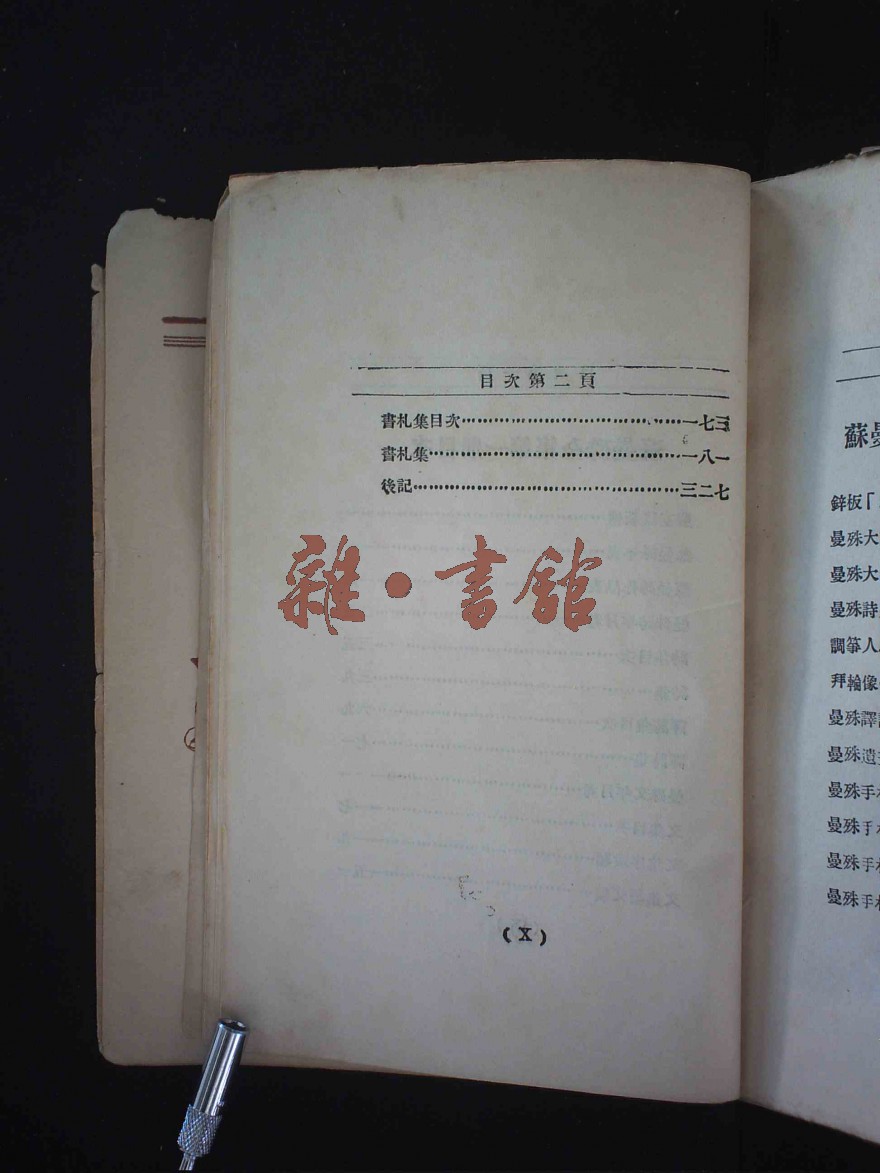 目次第二頁
書札集目次……………………………一七三
書札集……………………………一八一
後記……………………………三二七
雜·書館
(X)
蘇曼
鋅板「
曼殊大
曼殊大
曼殊詩
調箏人
拜輪像
曼殊譯
曼殊遺
曼殊手
曼殊手
曼殊手
曼殊手